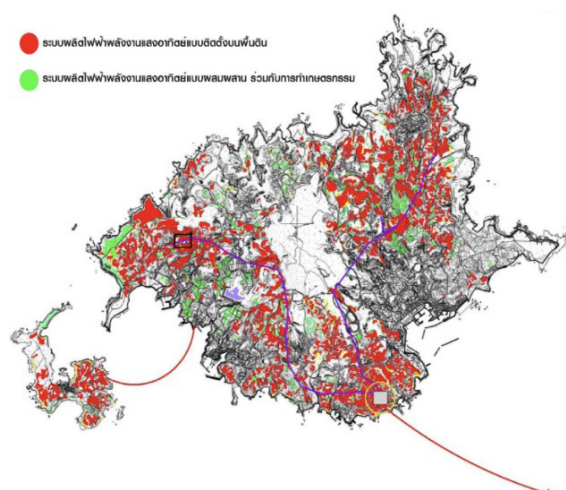 ระบบผลิตไฟฟ้าพลังงานแสงอาทิตย์แบบติดตั้งบนพื้นดิน
ระบบผลิตไฟฟ้าพลังงานแสงอาทิตย์แบบผสมผสาน ร่วมกับการทำเกษตรกรรม